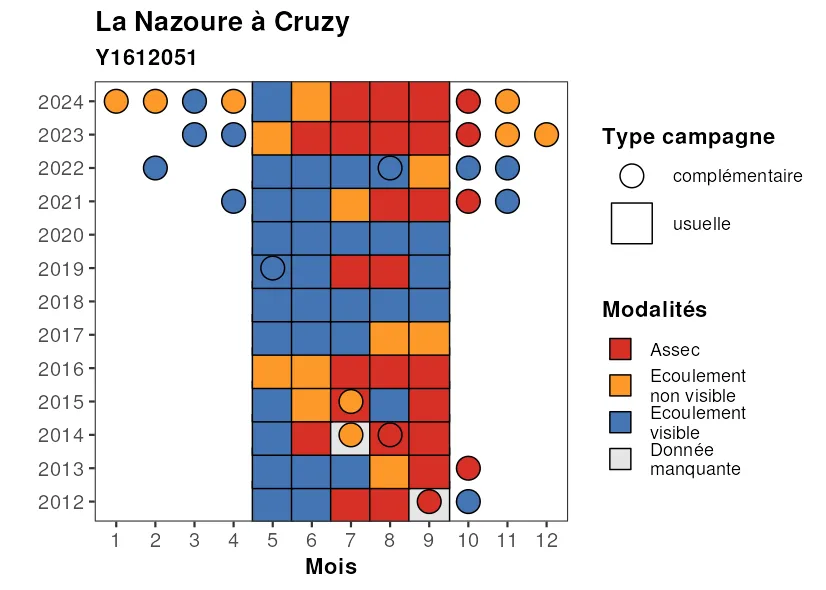 La Nazoure à Cruzy
Y1612051
2024
2023
2022
2021
2020
2019
2018
2017
2016
2015
2014
2013
2012
1 2 3 4 5 6 7 8 9 10 11 12
Mois
Type campagne
complémentaire
usuelle
Modalités
Assec
Ecoulement
non visible
Ecoulement
visible
Donnée
manquante